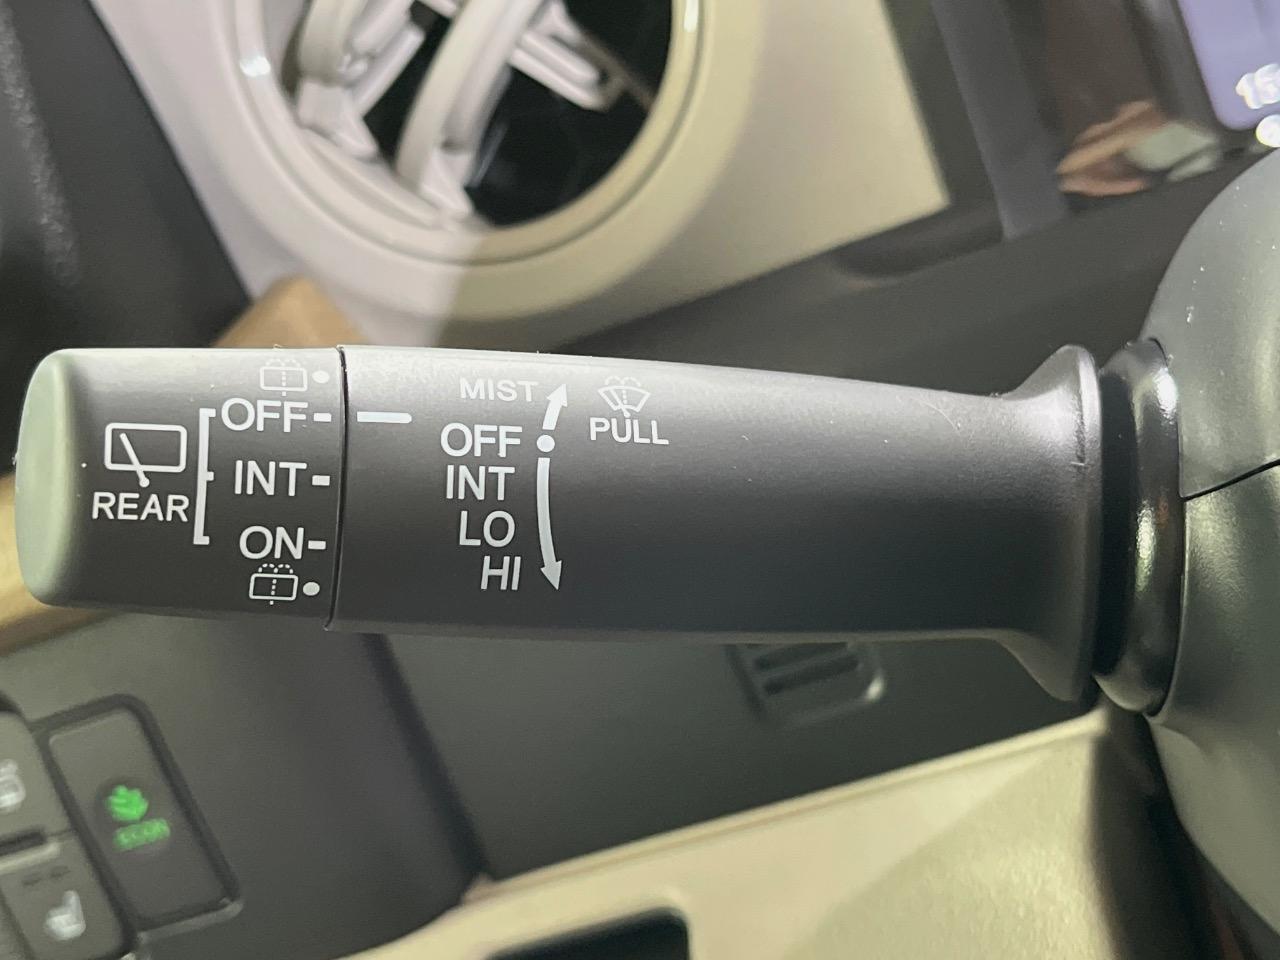 REAR
OFF
INT
ON
MIST
OFF
INT
LO
HI
PULL
ECON